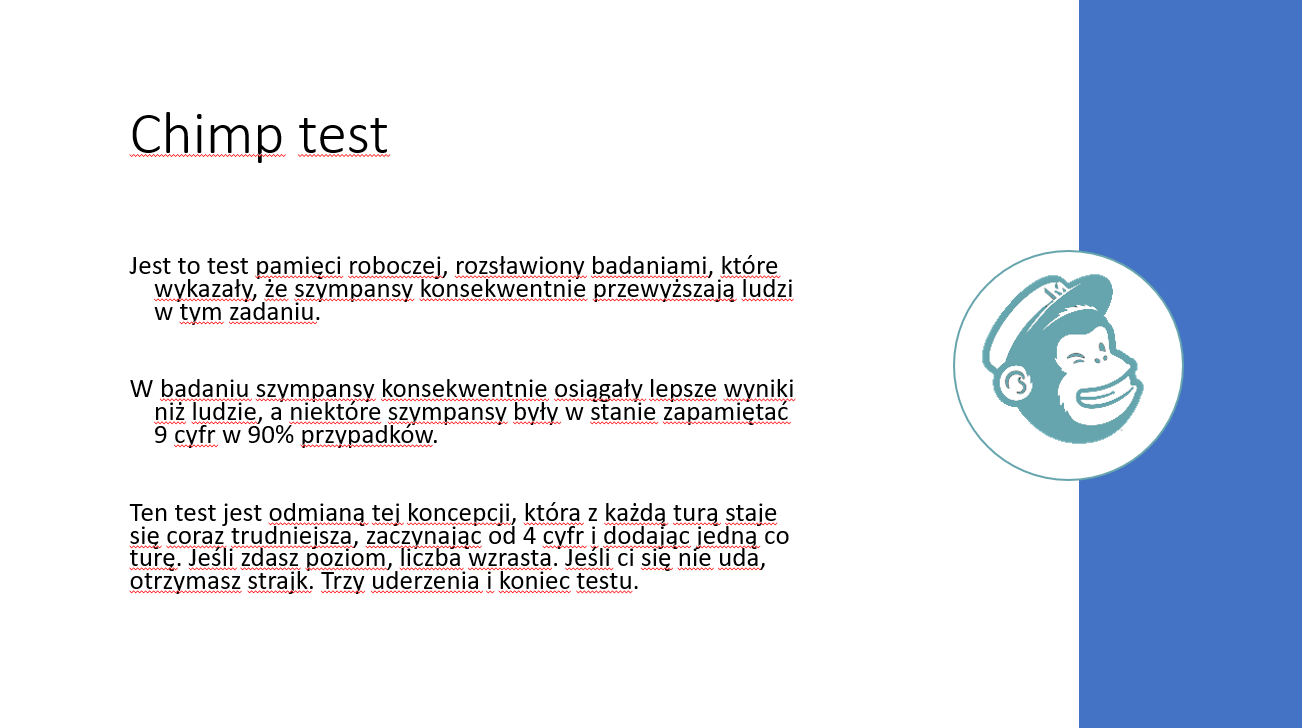 Chimp test
Jest to test pamięci roboczej, rozsławiony badaniami, które
wykazały, że szympansy konsekwentnie przewyższają ludzi
w tym zadaniu.
W badaniu szympansy konsekwentnie osiągały lepsze wyniki
niż ludzie, a niektóre szympansy były w stanie zapamiętać
9 cyfr w 90% przypadków.
Ten test jest odmianą tej koncepcji, która z każdą turą staje
się coraz trudniejsza, zaczynając od 4 cyfr i dodając jedną co
turę. Jeśli zdasz poziom, liczba wzrasta. Jeśli ci się nie uda,
otrzymasz strajk. Trzy uderzenia i koniec testu.